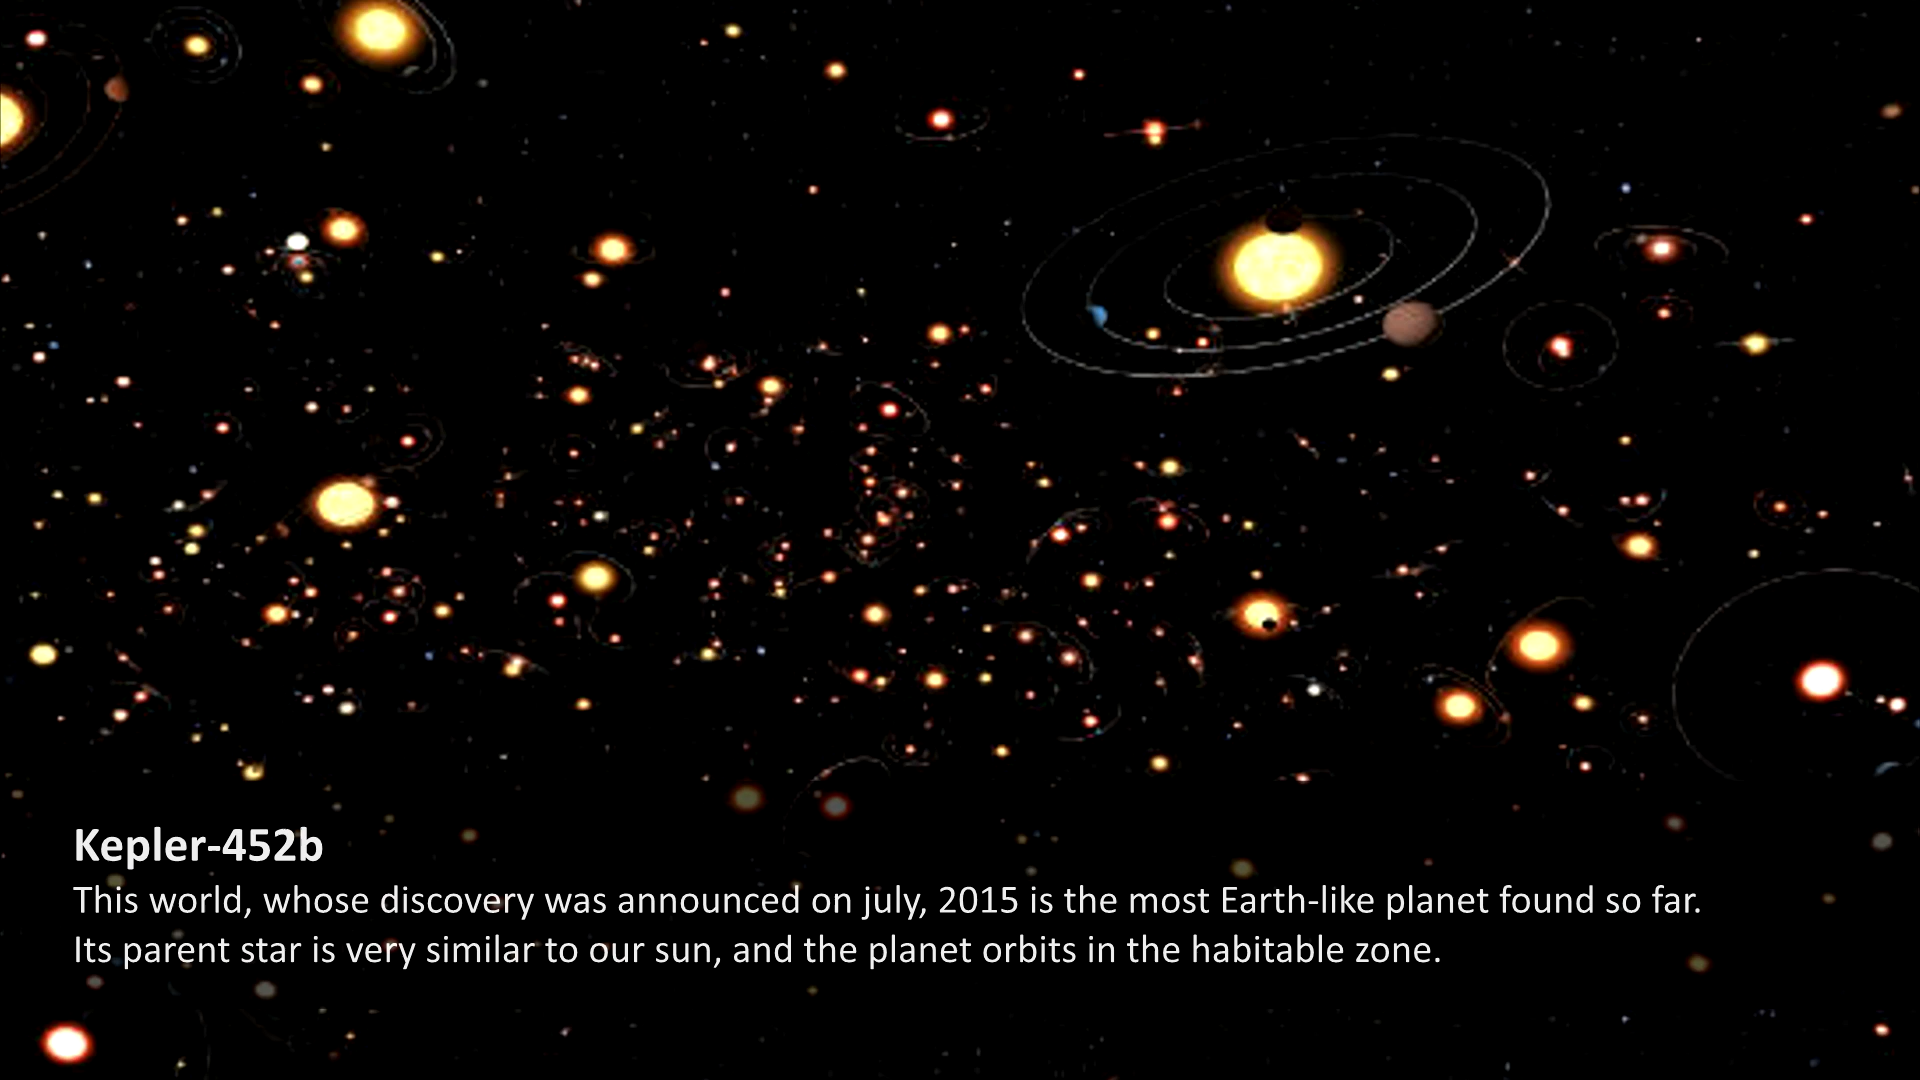 Kepler-452b
This world, whose discovery was announced on july, 2015 is the most Earth-like planet found so far.
Its parent star is very similar to our sun, and the planet orbits in the habitable zone.